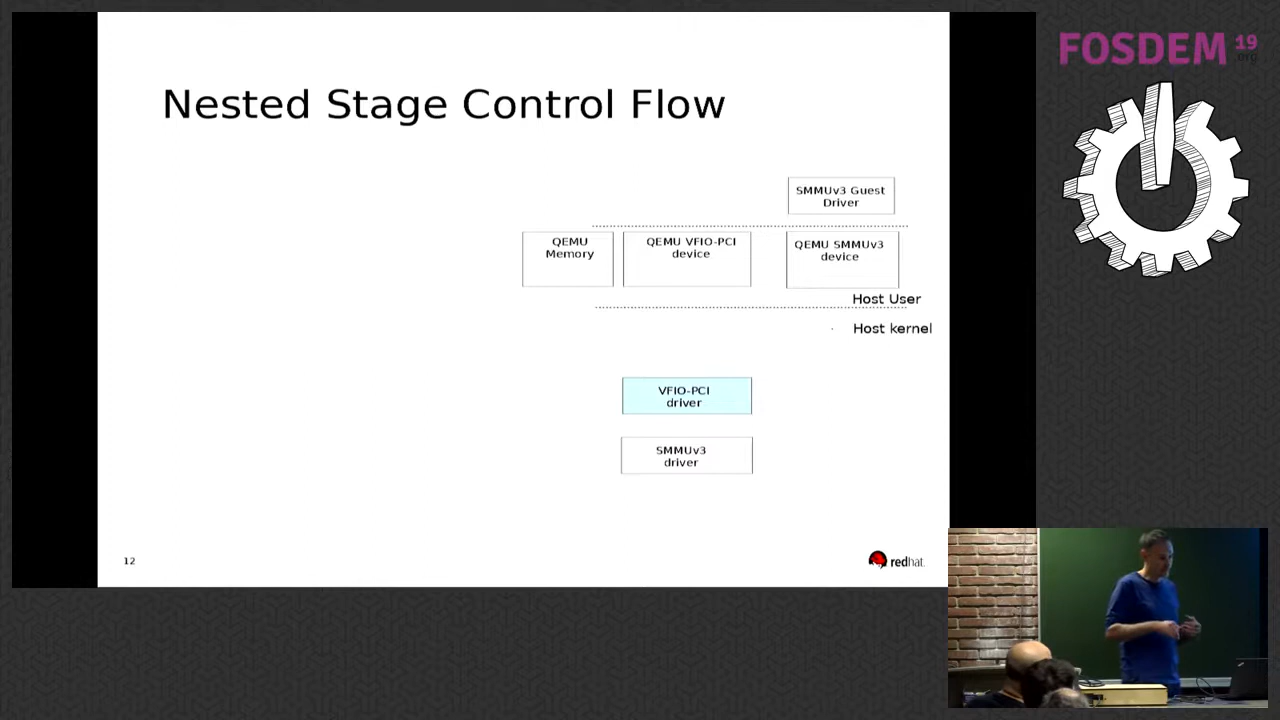 FOSDEM 19
.org
Nested Stage Control Flow
SMMUv3 Guest
Driver
QEMU
Memory
QEMU VFIO-PCI
device
QEMU SMMUv3
device
Host User
Host kernel
VFIO-PCI
driver
SMMUv3
driver
12
redhat.